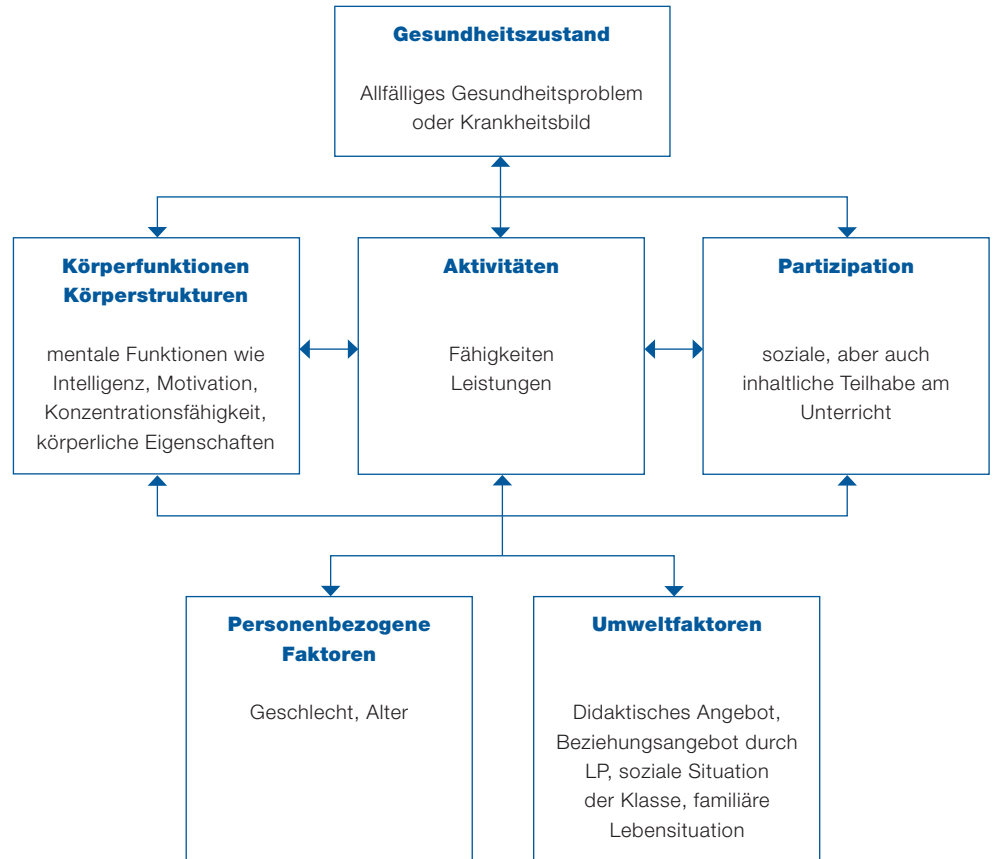 Gesundheitszustand
Allfälliges Gesundheitsproblem
oder Krankheitsbild
Körperfunktionen
Körperstrukturen
mentale Funktionen wie
Intelligenz, Motivation,
Konzentrationsfähigkeit,
körperliche Eigenschaften
Aktivitäten
Fähigkeiten
Leistungen
Partizipation
soziale, aber auch
inhaltliche Teilhabe am
Unterricht
Personenbezogene
Faktoren
Geschlecht, Alter
Umweltfaktoren
Didaktisches Angebot,
Beziehungsangebot durch
LP, soziale Situation
der Klasse, familiäre
Lebensituation